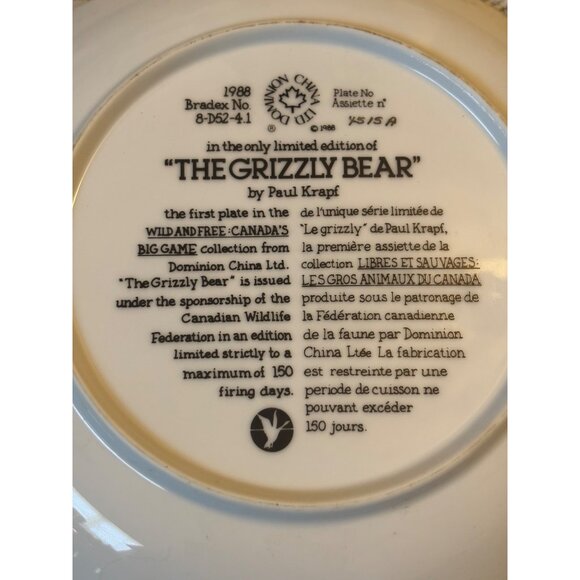 1988
Bradex No.
8-D52-4.1
DOMINION CHINA LTD
®
© 1988
Plate No
Assiette n°
4515A
in the only limited edition of
"THE GRIZZLY BEAR"
by Paul Krapf
the first plate in the
WILD AND FREE: CANADA'S
BIG GAME collection from
Dominion China Ltd.
"The Grizzly Bear" is issued
under the sponsorship of the
Canadian Wildlife
Federation in an edition
limited strictly to a
maximum of 150
firing days.
de l'unique série limitée de
"Le grizzly" de Paul Krapf,
la première assiette de la
collection LIBRES ET SAUVAGES:
LES GROS ANIMAUX DU CANADA
produite sous le patronage de
la Fédération canadienne
de la faune par Dominion
China Ltée La fabrication
est restreinte par une
periode de cuisson ne
pouvant excéder
150 jours.